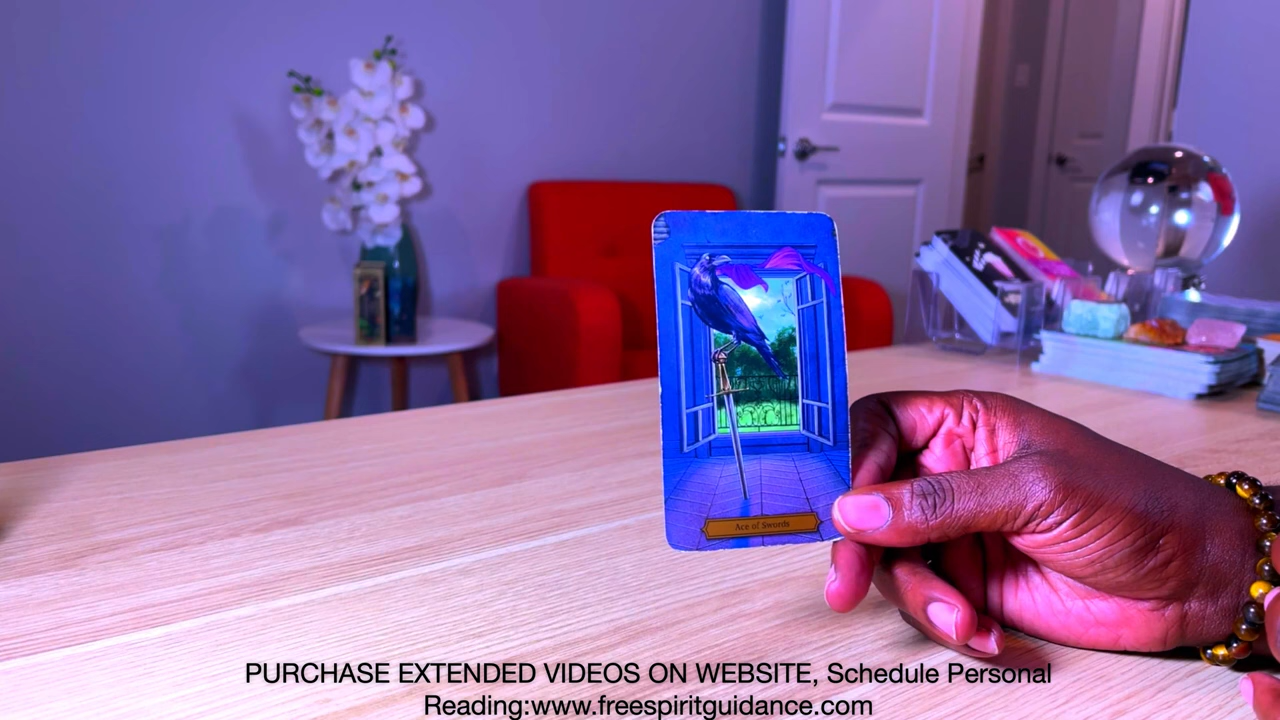 Ace of Swords
PURCHASE EXTENDED VIDEOS ON WEBSITE, Schedule Personal
Reading:www.freespiritguidance.com